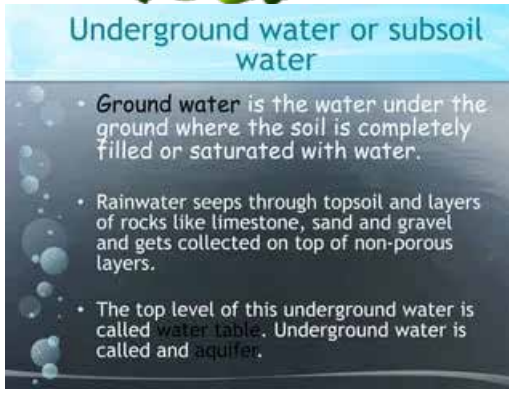 Underground water or subsoil
water
• Ground water is the water under the
ground where the soil is completely
filled or saturated with water.
• Rainwater seeps through topsoil and layers
of rocks like limestone, sand and gravel
and gets collected on top of non-porous
layers.
• The top level of this underground water is
called water table. Underground water is
called and aquifer.